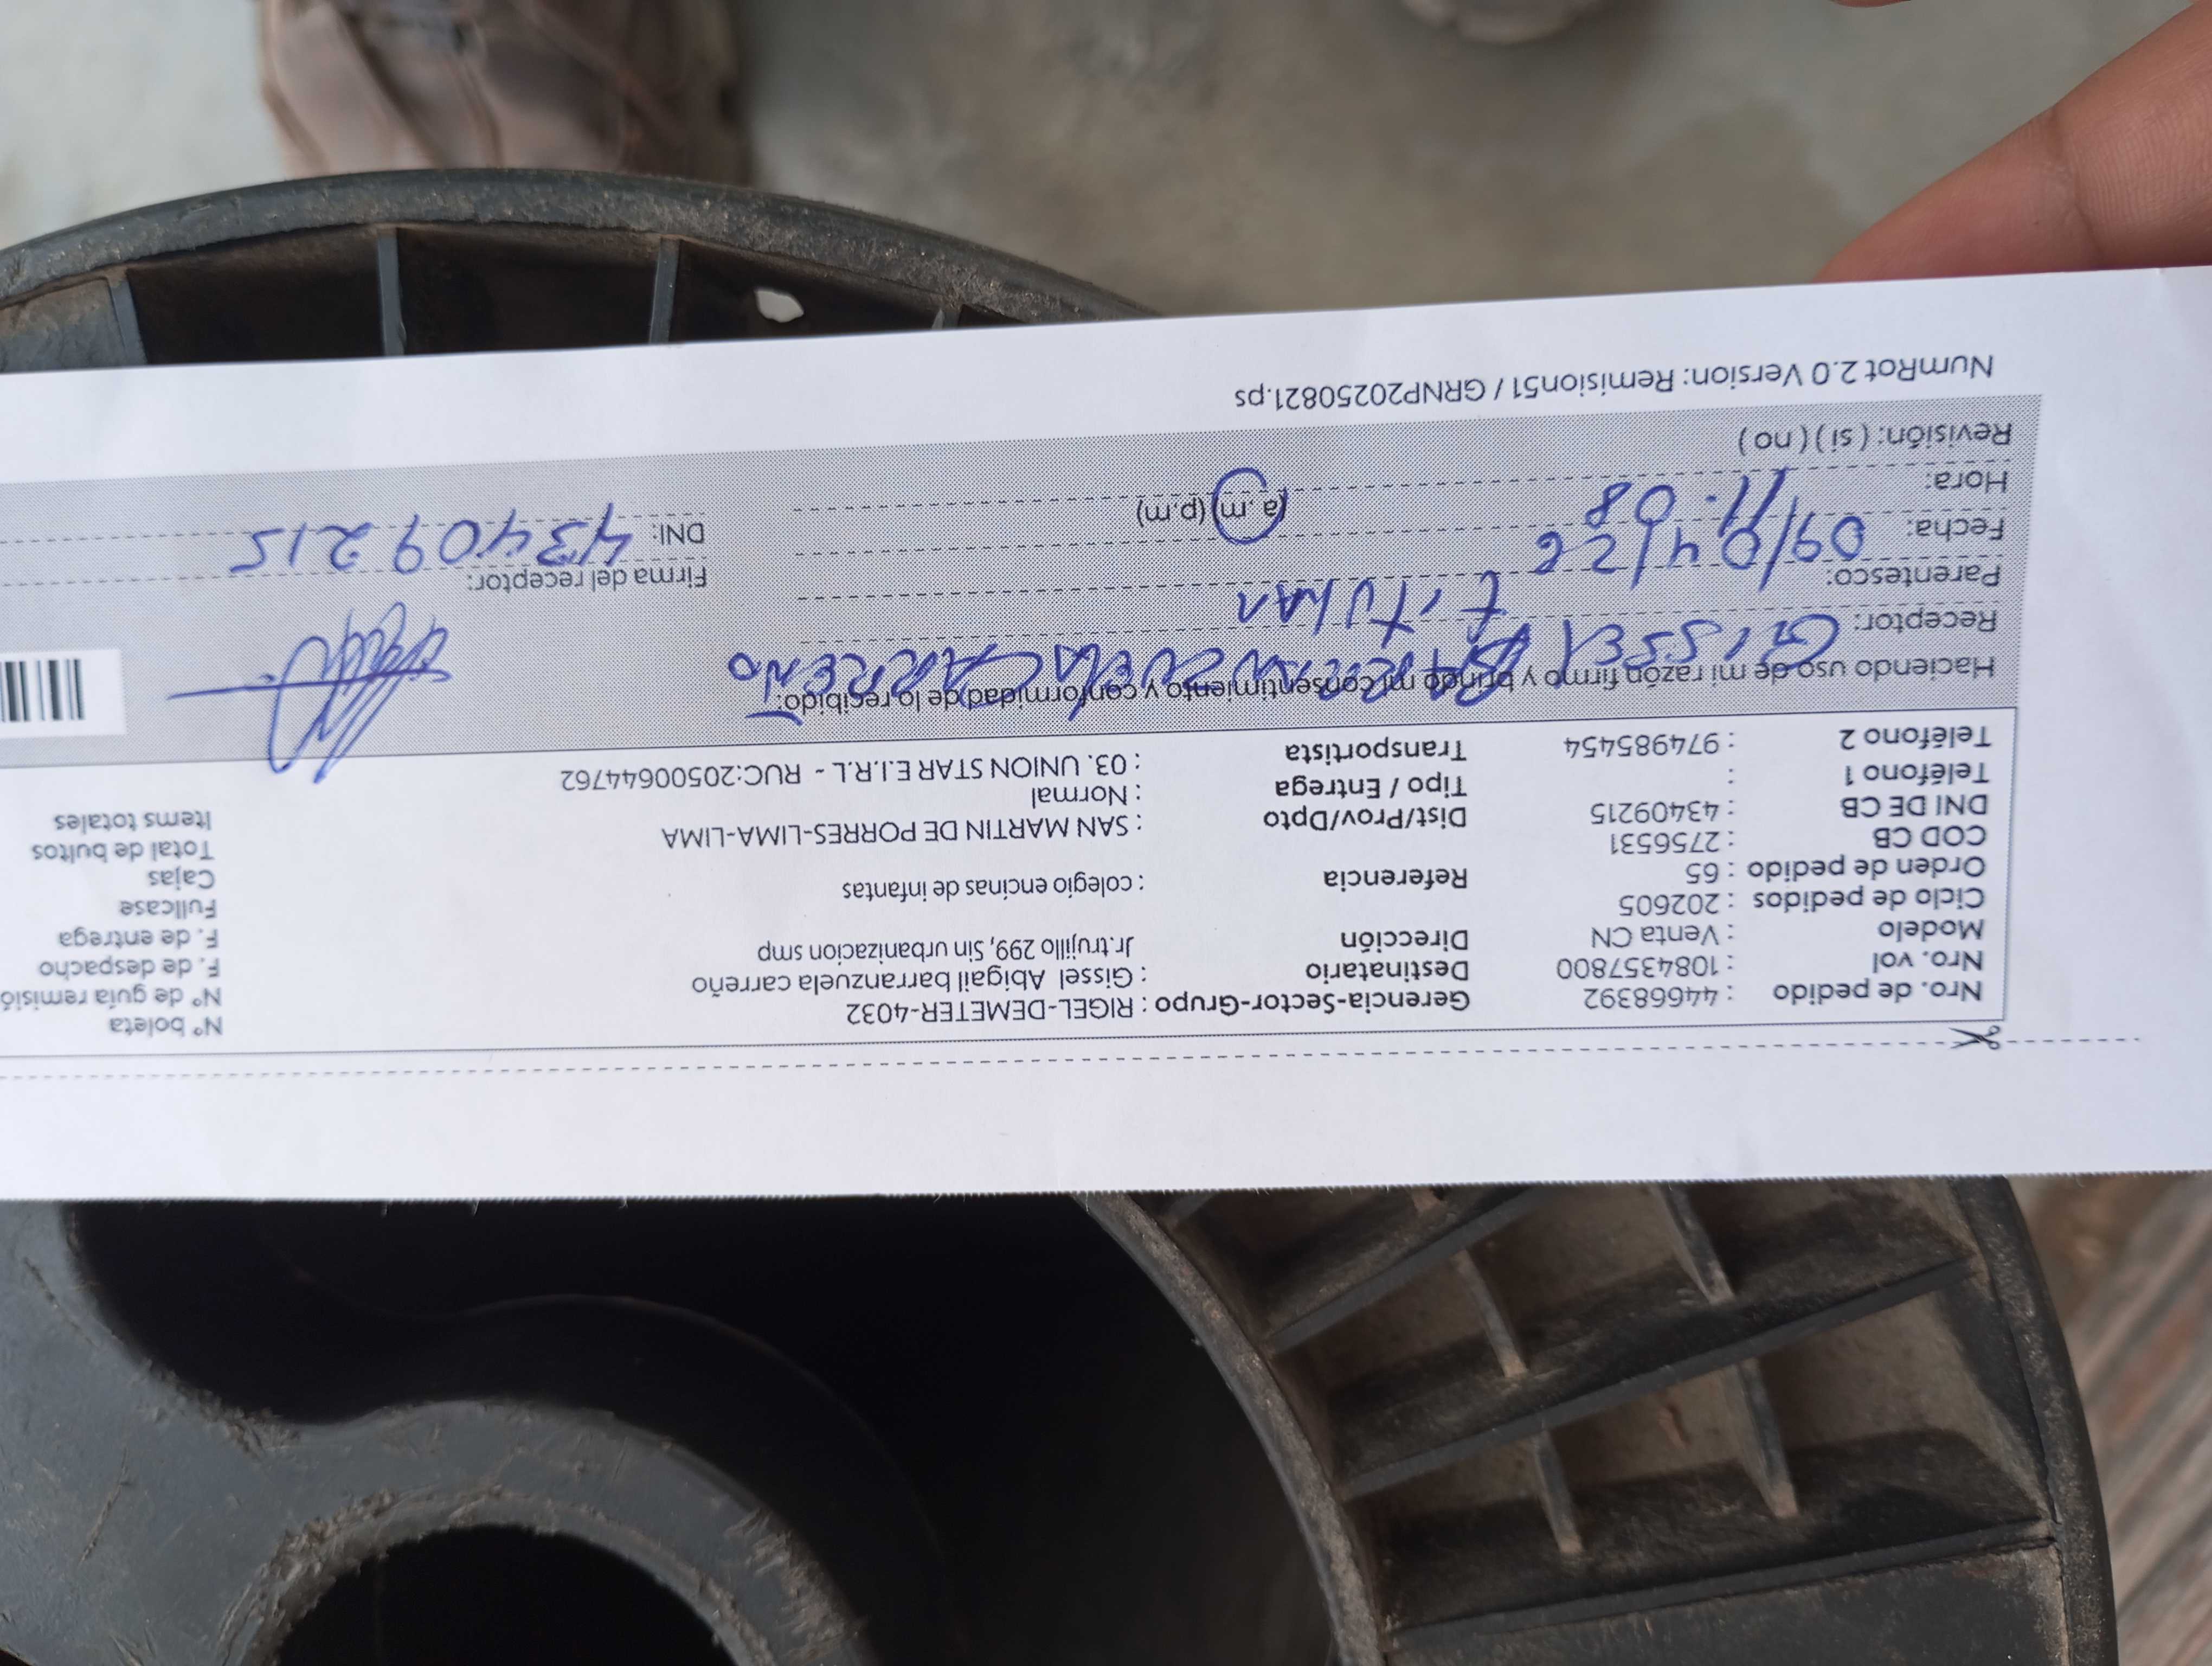 Nro. de pedido : 44668392
Nro. vol : 1084357800
Modelo : Venta CN
Ciclo de pedidos : 202605
Orden de pedido : 65
COD CB : 2756531
DNI DE CB : 43409215
Teléfono 1 :
Teléfono 2 : 974985454
Gerencia-Sector-Grupo : RIGEL-DEMETER-4032
Destinatario : Gissel Abigail barranzuela carreño
Dirección Jr.trujillo 299, Sin urbanizacion smp
Referencia : colegio encinas de infantas
Dist/Prov/Dpto : SAN MARTIN DE PORRES-LIMA-LIMA
Tipo / Entrega : Normal
Transportista : 03. UNION STAR E.I.R.L - RUC:20500644762
N° boleta
N° de guía remisió
F. de despacho
F. de entrega
Fullcase
Cajas
Total de bultos
Items totales
Haciendo uso de mi razón firmo y brindo mi consentimiento y conformidad de lo recibido:
Receptor: GISSEL BARRANZUELA CARREÑO
Parentesco: TITULAR
Fecha: 09/04/26
Hora: 11:08 (a.m) (p.m)
Revisión: ( si ) ( no )
Firma del receptor:
DNI: 43409215
NumRot 2.0 Version: Remision51 / GRNP20250821.ps